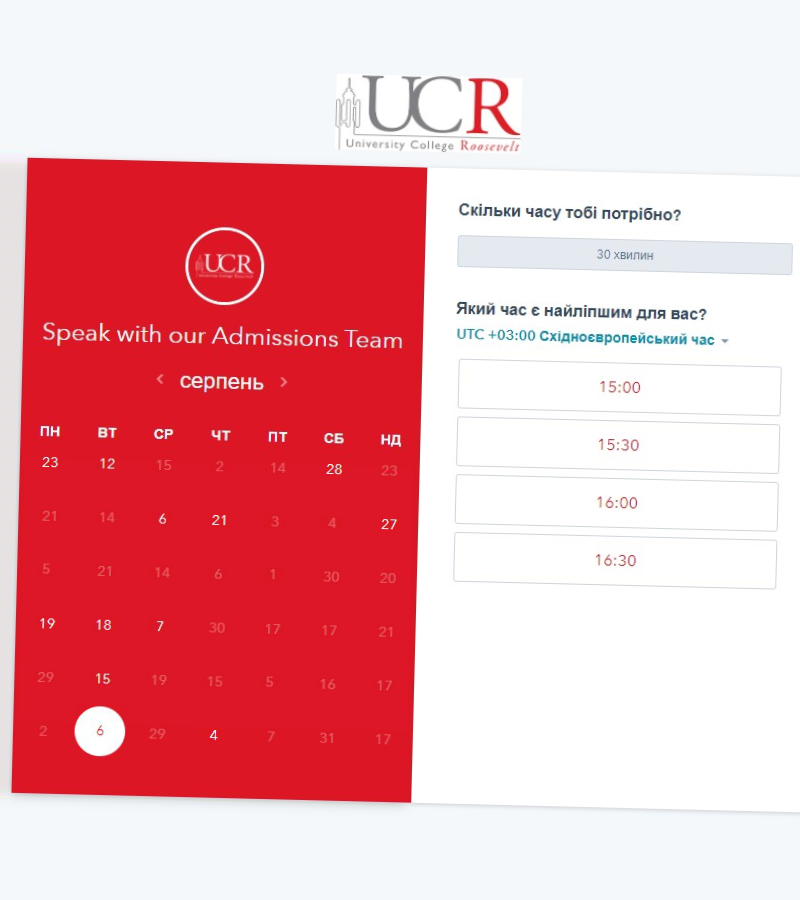 UCR
University College Roosevelt
UCR
University College Roosevelt
Speak with our Admissions Team
‹ серпень ›
ПН ВТ СР ЧТ ПТ СБ НД
23 12 15 2 14 28 23
21 14 6 21 3 4 27
5 21 14 6 1 30 20
19 18 7 30 17 17 21
29 15 19 15 5 16 17
2 6 29 4 7 31 17
Скільки часу тобі потрібно?
30 хвилин
Який час є найліпшим для вас?
UTC +03:00 Східноєвропейський час
15:00
15:30
16:00
16:30